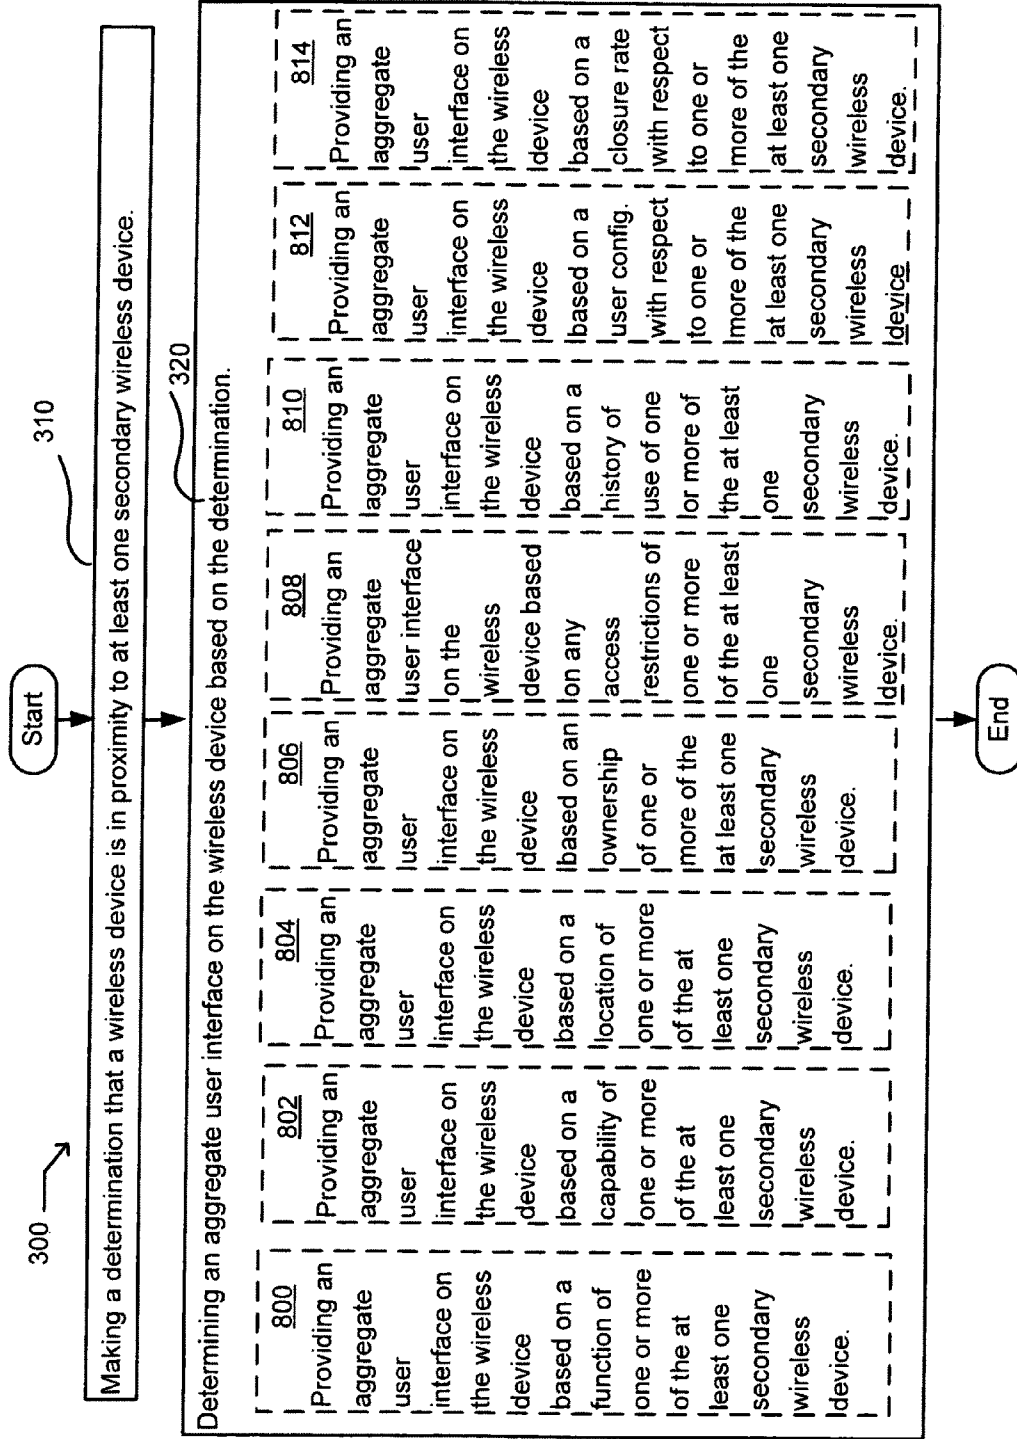 300
Start
310
Making a determination that a wireless device is in proximity to at least one secondary wireless device.
320
Determining an aggregate user interface on the wireless device based on the determination.
800
Providing an
aggregate
user
interface on
the wireless
device
based on a
function of
one or more
of the at
least one
secondary
wireless
device.
802
Providing an
aggregate
user
interface on
the wireless
device
based on a
capability of
one or more
of the at
least one
secondary
wireless
device.
804
Providing an
aggregate
user
interface on
the wireless
device
based on a
location of
one or more
of the at
least one
secondary
wireless
device.
806
Providing an
aggregate
user
interface on
the wireless
device
based on an
ownership
of one or
more of the
at least one
secondary
wireless
device.
808
Providing an
aggregate
user interface
on the
wireless
device based
on any
access
restrictions of
one or more
of the at least
one
secondary
wireless
device.
810
Providing an
aggregate
user
interface on
the wireless
device
based on a
history of
use of one
or more of
the at least
one
secondary
wireless
device.
812
Providing an
aggregate
user
interface on
the wireless
device
based on a
user config.
with respect
to one or
more of the
at least one
secondary
wireless
device
814
Providing an
aggregate
user
interface on
the wireless
device
based on a
closure rate
with respect
to one or
more of the
at least one
secondary
wireless
device.
End